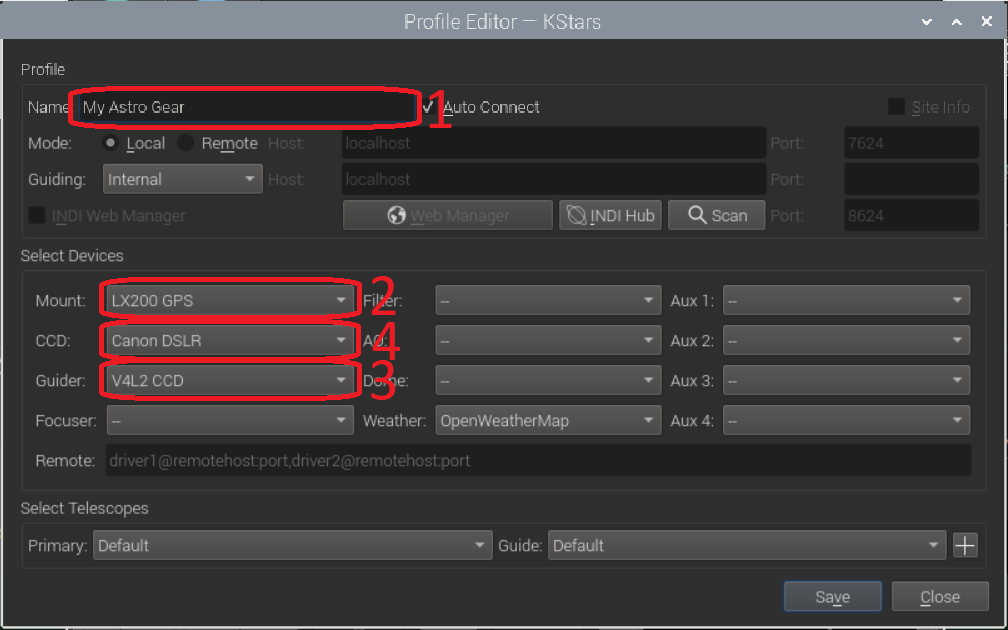 Profile Editor — KStars
Profile
Name: My Astro Gear 1 Auto Connect Site Info
Mode: Local Remote Host: localhost Port: 7624
Guiding: Internal Host: localhost Port:
INDI Web Manager Web Manager INDI Hub Scan Port: 8624
Select Devices
Mount: LX200 GPS 2 Filter: -- Aux 1: --
CCD: Canon DSLR 4 AO: -- Aux 2: --
Guider: V4L2 CCD 3 Dome: -- Aux 3: --
Focuser: -- Weather: OpenWeatherMap Aux 4: --
Remote: driver1@remotehost:port,driver2@remotehost:port
Select Telescopes
Primary: Default Guide: Default
Save Close